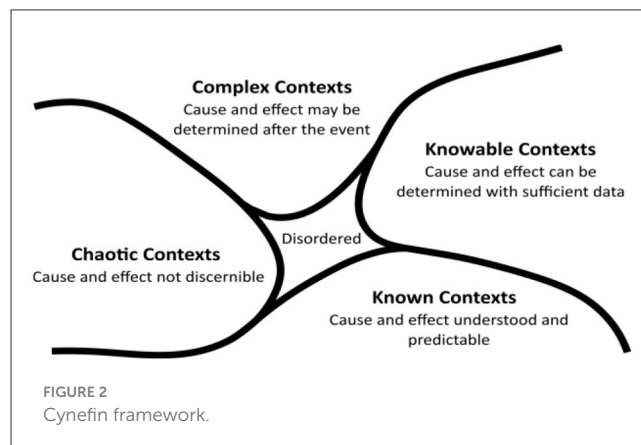 Complex Contexts
Cause and effect may be
determined after the event
Knowable Contexts
Cause and effect can be
determined with sufficient data
Disordered
Chaotic Contexts
Cause and effect not discernible
Known Contexts
Cause and effect understood and
predictable
FIGURE 2
Cynefin framework.